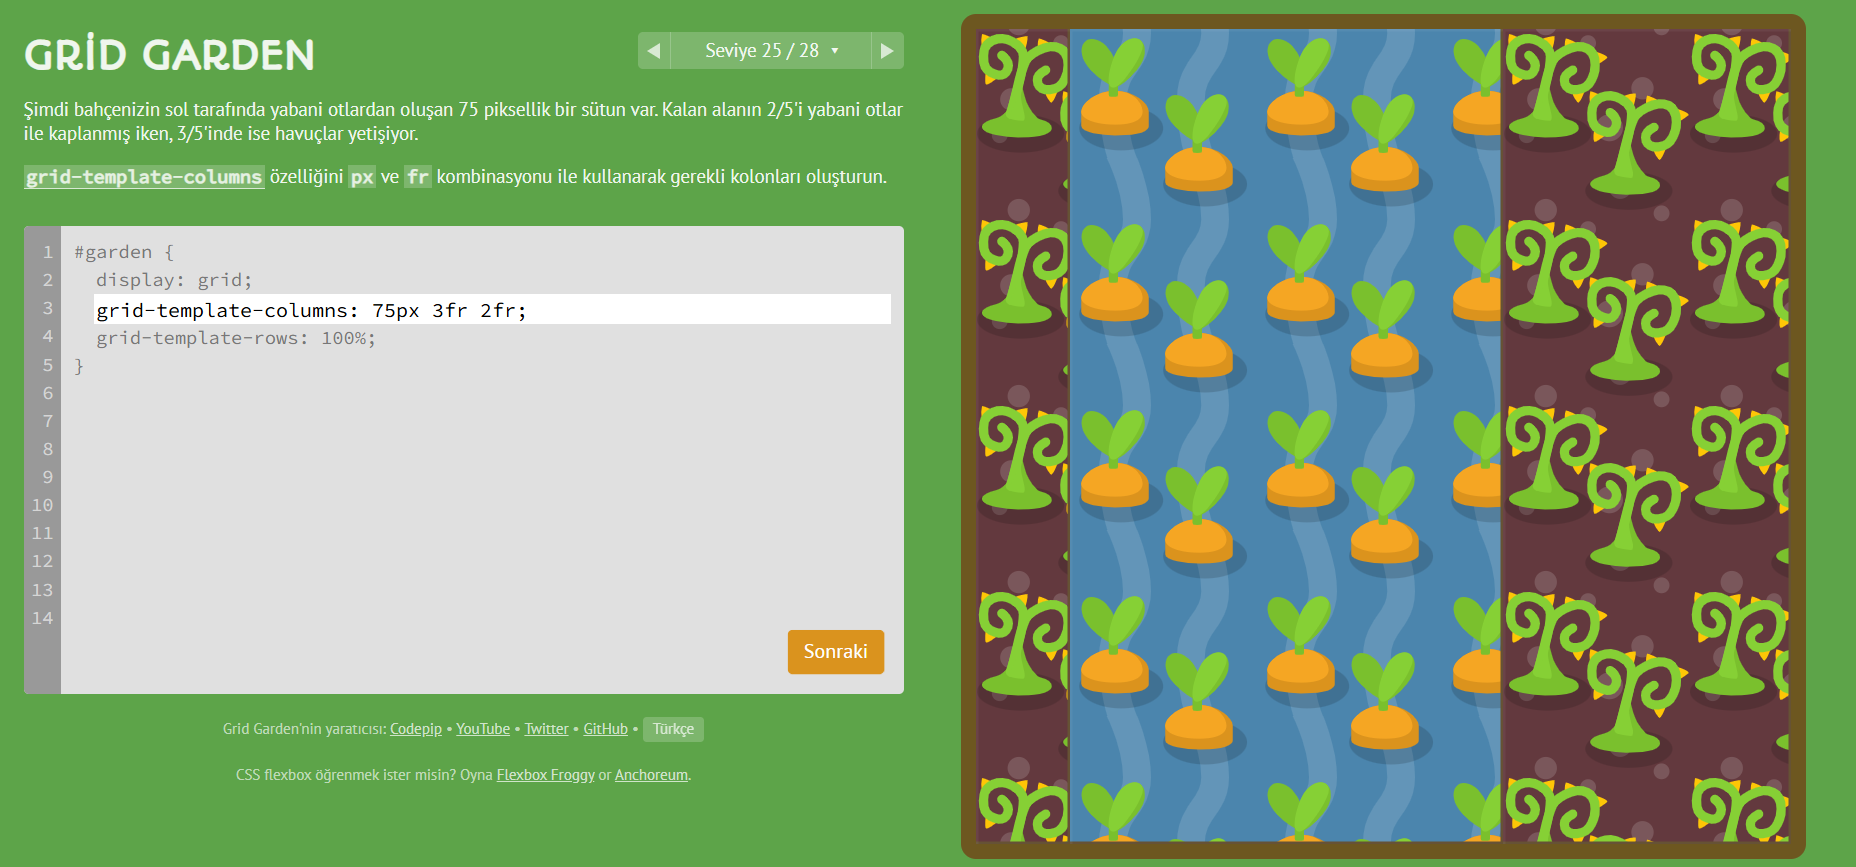 GRİD GARDEN
Seviye 25 / 28 ▾
Şimdi bahçenizin sol tarafında yabani otlardan oluşan 75 piksellik bir sütun var. Kalan alanın 2/5'i yabani otlar
ile kaplanmış iken, 3/5'inde ise havuçlar yetişiyor.
grid-template-columns özelliğini px ve fr kombinasyonu ile kullanarak gerekli kolonları oluşturun.
1 #garden {
2 display: grid;
3 grid-template-columns: 75px 3fr 2fr;
4 grid-template-rows: 100%;
5 }
6
7
8
9
10
11
12
13
14
Sonraki
Grid Garden'nin yaratıcısı: Codepip • YouTube • Twitter • GitHub • Türkçe
CSS flexbox öğrenmek ister misin? Oyna Flexbox Froggy or Anchoreum.